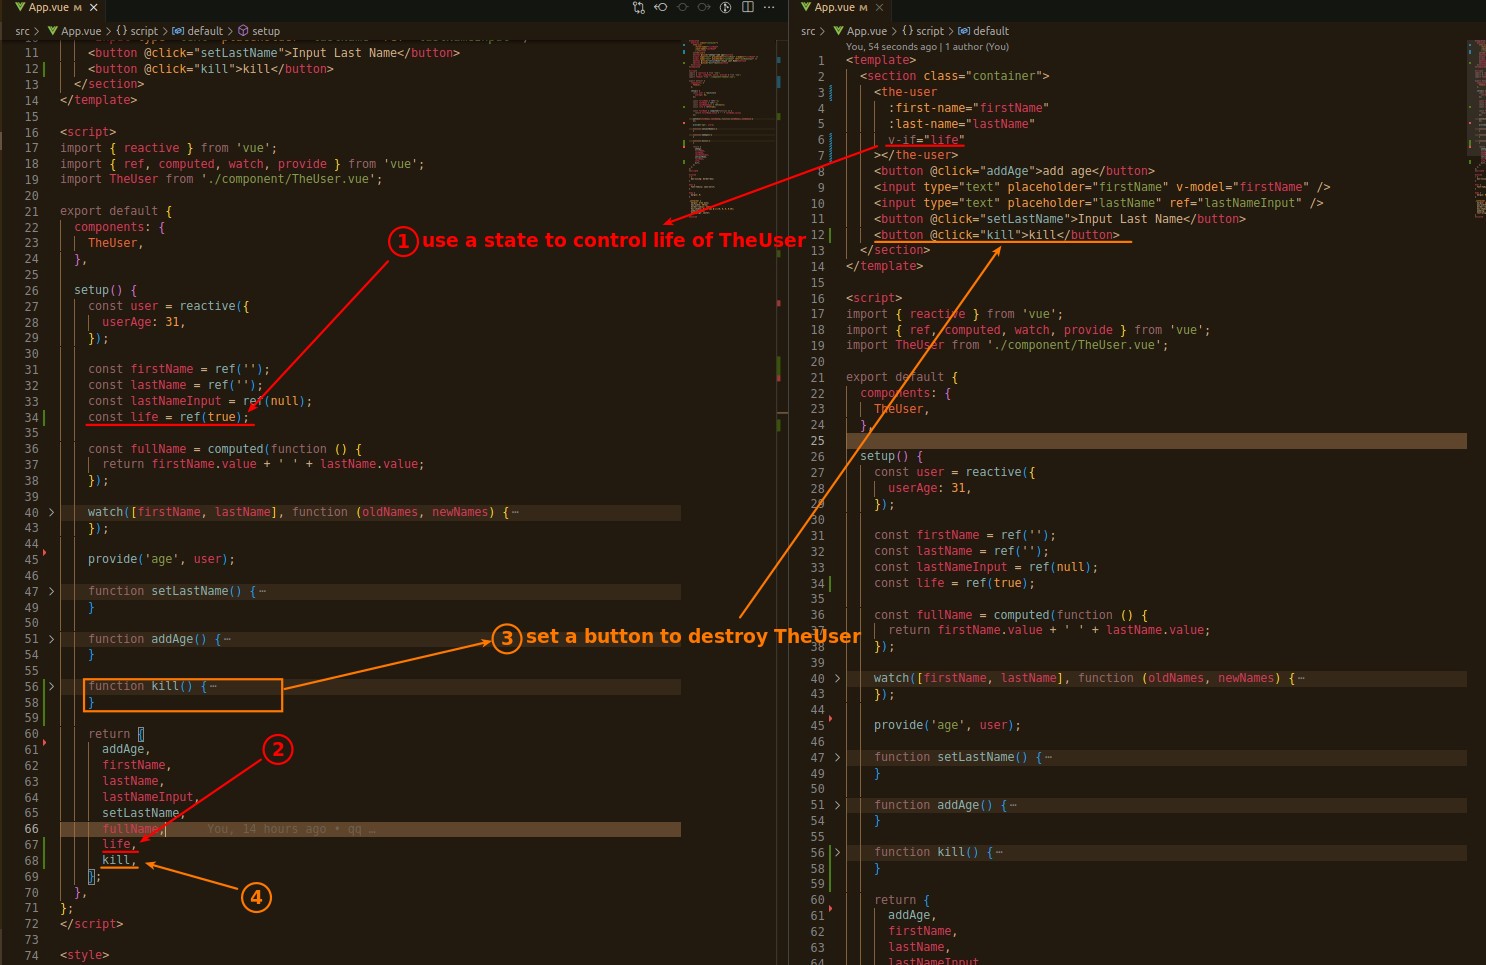 App.vue M
src > App.vue > {} script > default > setup
11 <button @click="setLastName">Input Last Name</button>
12 <button @click="kill">kill</button>
13 </section>
14 </template>
15
16 <script>
17 import { reactive } from 'vue';
18 import { ref, computed, watch, provide } from 'vue';
19 import TheUser from './component/TheUser.vue';
20
21 export default {
22 components: {
23 TheUser,
24 },
25
26 setup() {
27 const user = reactive({
28 userAge: 31,
29 });
30
31 const firstName = ref('');
32 const lastName = ref('');
33 const lastNameInput = ref(null);
34 const life = ref(true);
35
36 const fullName = computed(function () {
37 return firstName.value + ' ' + lastName.value;
38 });
39
40 watch([firstName, lastName], function (oldNames, newNames) {…
43 });
44
45 provide('age', user);
46
47 function setLastName() {…
49 }
50
51 function addAge() {…
54 }
55
56 function kill() {…
58 }
59
60 return {
61 addAge,
62 firstName,
63 lastName,
64 lastNameInput,
65 setLastName,
66 fullName, You, 14 hours ago • qq …
67 life,
68 kill,
69 };
70 },
71 };
72 </script>
73
74 <style>
1 use a state to control life of TheUser
2
3 set a button to destroy TheUser
4
App.vue M
src > App.vue > {} script > default
You, 54 seconds ago | 1 author (You)
1 <template>
2 <section class="container">
3 <the-user
4 :first-name="firstName"
5 :last-name="lastName"
6 v-if="life"
7 ></the-user>
8 <button @click="addAge">add age</button>
9 <input type="text" placeholder="firstName" v-model="firstName" />
10 <input type="text" placeholder="lastName" ref="lastNameInput" />
11 <button @click="setLastName">Input Last Name</button>
12 <button @click="kill">kill</button>
13 </section>
14 </template>
15
16 <script>
17 import { reactive } from 'vue';
18 import { ref, computed, watch, provide } from 'vue';
19 import TheUser from './component/TheUser.vue';
20
21 export default {
22 components: {
23 TheUser,
24 },
25
26 setup() {
27 const user = reactive({
28 userAge: 31,
29 });
30
31 const firstName = ref('');
32 const lastName = ref('');
33 const lastNameInput = ref(null);
34 const life = ref(true);
35
36 const fullName = computed(function () {
37 return firstName.value + ' ' + lastName.value;
38 });
39
40 watch([firstName, lastName], function (oldNames, newNames) {…
43 });
44
45 provide('age', user);
46
47 function setLastName() {…
49 }
50
51 function addAge() {…
54 }
55
56 function kill() {…
58 }
59
60 return {
61 addAge,
62 firstName,
63 lastName,
64 lastNameInput